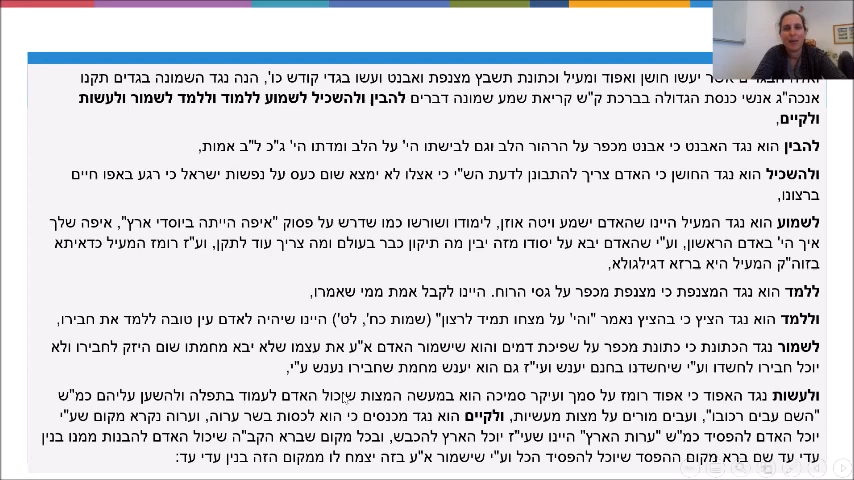 ואלה הבגדים אשר יעשו חושן ואפוד ומעיל וכתונת תשבץ מצנפת ואבנט ועשו בגדי קודש כו', הנה נגד השמונה בגדים תקנו
אנכה"ג אנשי כנסת הגדולה בברכת ק"ש קריאת שמע שמונה דברים להבין ולהשכיל לשמוע ללמוד וללמד לשמור ולעשות
ולקיים,
להבין הוא נגד האבנט כי אבנט מכפר על הרהור הלב וגם לבישתו הי' על הלב ומדתו הי' ג"כ ל"ב אמות,
ולהשכיל הוא נגד החושן כי האדם צריך להתבונן לדעת הש"י כי אצלו לא ימצא שום כעס על נפשות ישראל כי רגע באפו חיים
ברצונו,
לשמוע הוא נגד המעיל היינו שהאדם ישמע ויטה אוזן, לימודו ושורשו כמו שדרש על פסוק "איפה הייתה ביוסדי ארץ", איפה שלך
איך הי' באדם הראשון, וע"י שהאדם יבא על יסודו מזה יבין מה תיקון כבר בעולם ומה צריך עוד לתקן, וע"ז רומז המעיל כדאיתא
בזוה"ק המעיל היא ברזא דגילגולא,
ללמד הוא נגד המצנפת כי מצנפת מכפר על גסי הרוח. היינו לקבל אמת ממי שאמרו,
וללמד הוא נגד הציץ כי בהציץ נאמר "והי' על מצחו תמיד לרצון" (שמות כח', לט') היינו שיהיה לאדם עין טובה ללמד את חבירו,
לשמור נגד הכתונת כי כתונת מכפר על שפיכת דמים והוא שישמור האדם א"ע את עצמו שלא יבא מחמתו שום היזק לחבירו ולא
יוכל חבירו לחשדו וע"י שיחשדנו בחנם יענש ועי"ז גם הוא יענש מחמת שחבירו נענש ע"י,
ולעשות נגד האפוד כי אפוד רומז על סמך ועיקר סמיכה הוא במעשה המצות שיכול האדם לעמוד בתפלה ולהשען עליהם כמ"ש
"השם עבים רכובו", ועבים מורים על מצות מעשיות, ולקיים הוא נגד מכנסים כי הוא לכסות בשר ערוה, וערוה נקרא מקום שע"י
יוכל האדם להפסיד כמ"ש "ערות הארץ" היינו שעי"ז יוכל הארץ להכבש, ובכל מקום שברא הקב"ה שיכול האדם להבנות ממנו בנין
עדי עד שם ברא מקום ההפסד שיוכל להפסיד הכל וע"י שישמור א"ע בזה יצמח לו ממקום הזה בנין עדי עד: